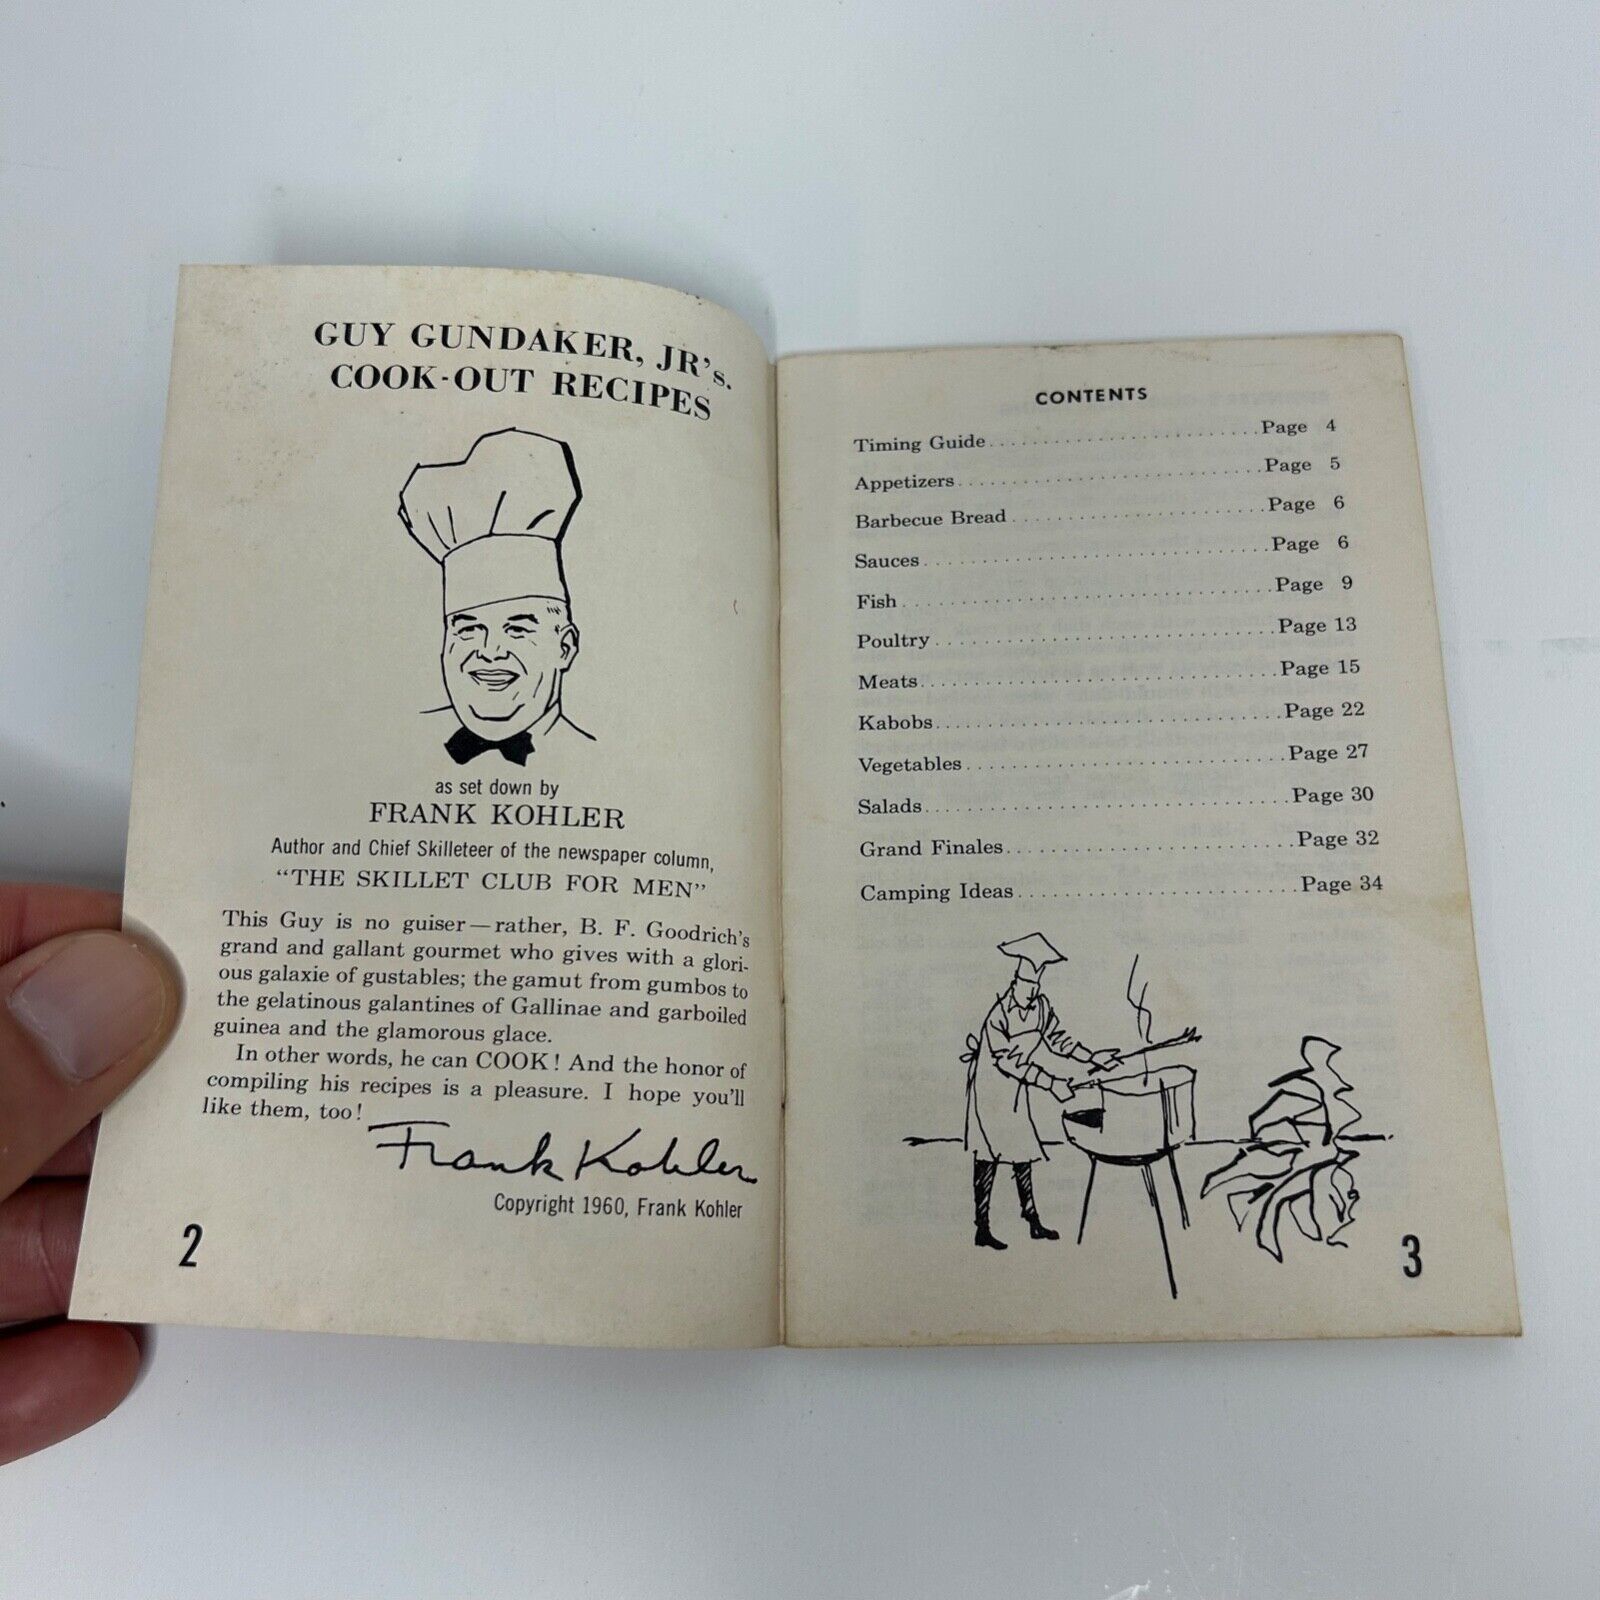 GUY GUNDAKER, JR's.
COOK-OUT RECIPES
as set down by
FRANK KOHLER
Author and Chief Skilleteer of the newspaper column,
"THE SKILLET CLUB FOR MEN"
This Guy is no guiser—rather, B. F. Goodrich's
grand and gallant gourmet who gives with a glori-
ous galaxie of gustables; the gamut from gumbos to
the gelatinous galantines of Gallinae and garboiled
guinea and the glamorous glace.
In other words, he can COOK! And the honor of
compiling his recipes is a pleasure. I hope you'll
like them, too!
Frank Kohler
Copyright 1960, Frank Kohler
2
CONTENTS
Timing Guide........................Page 4
Appetizers...........................Page 5
Barbecue Bread.......................Page 6
Sauces...............................Page 6
Fish.................................Page 9
Poultry..............................Page 13
Meats................................Page 15
Kabobs...............................Page 22
Vegetables...........................Page 27
Salads...............................Page 30
Grand Finales........................Page 32
Camping Ideas........................Page 34
3